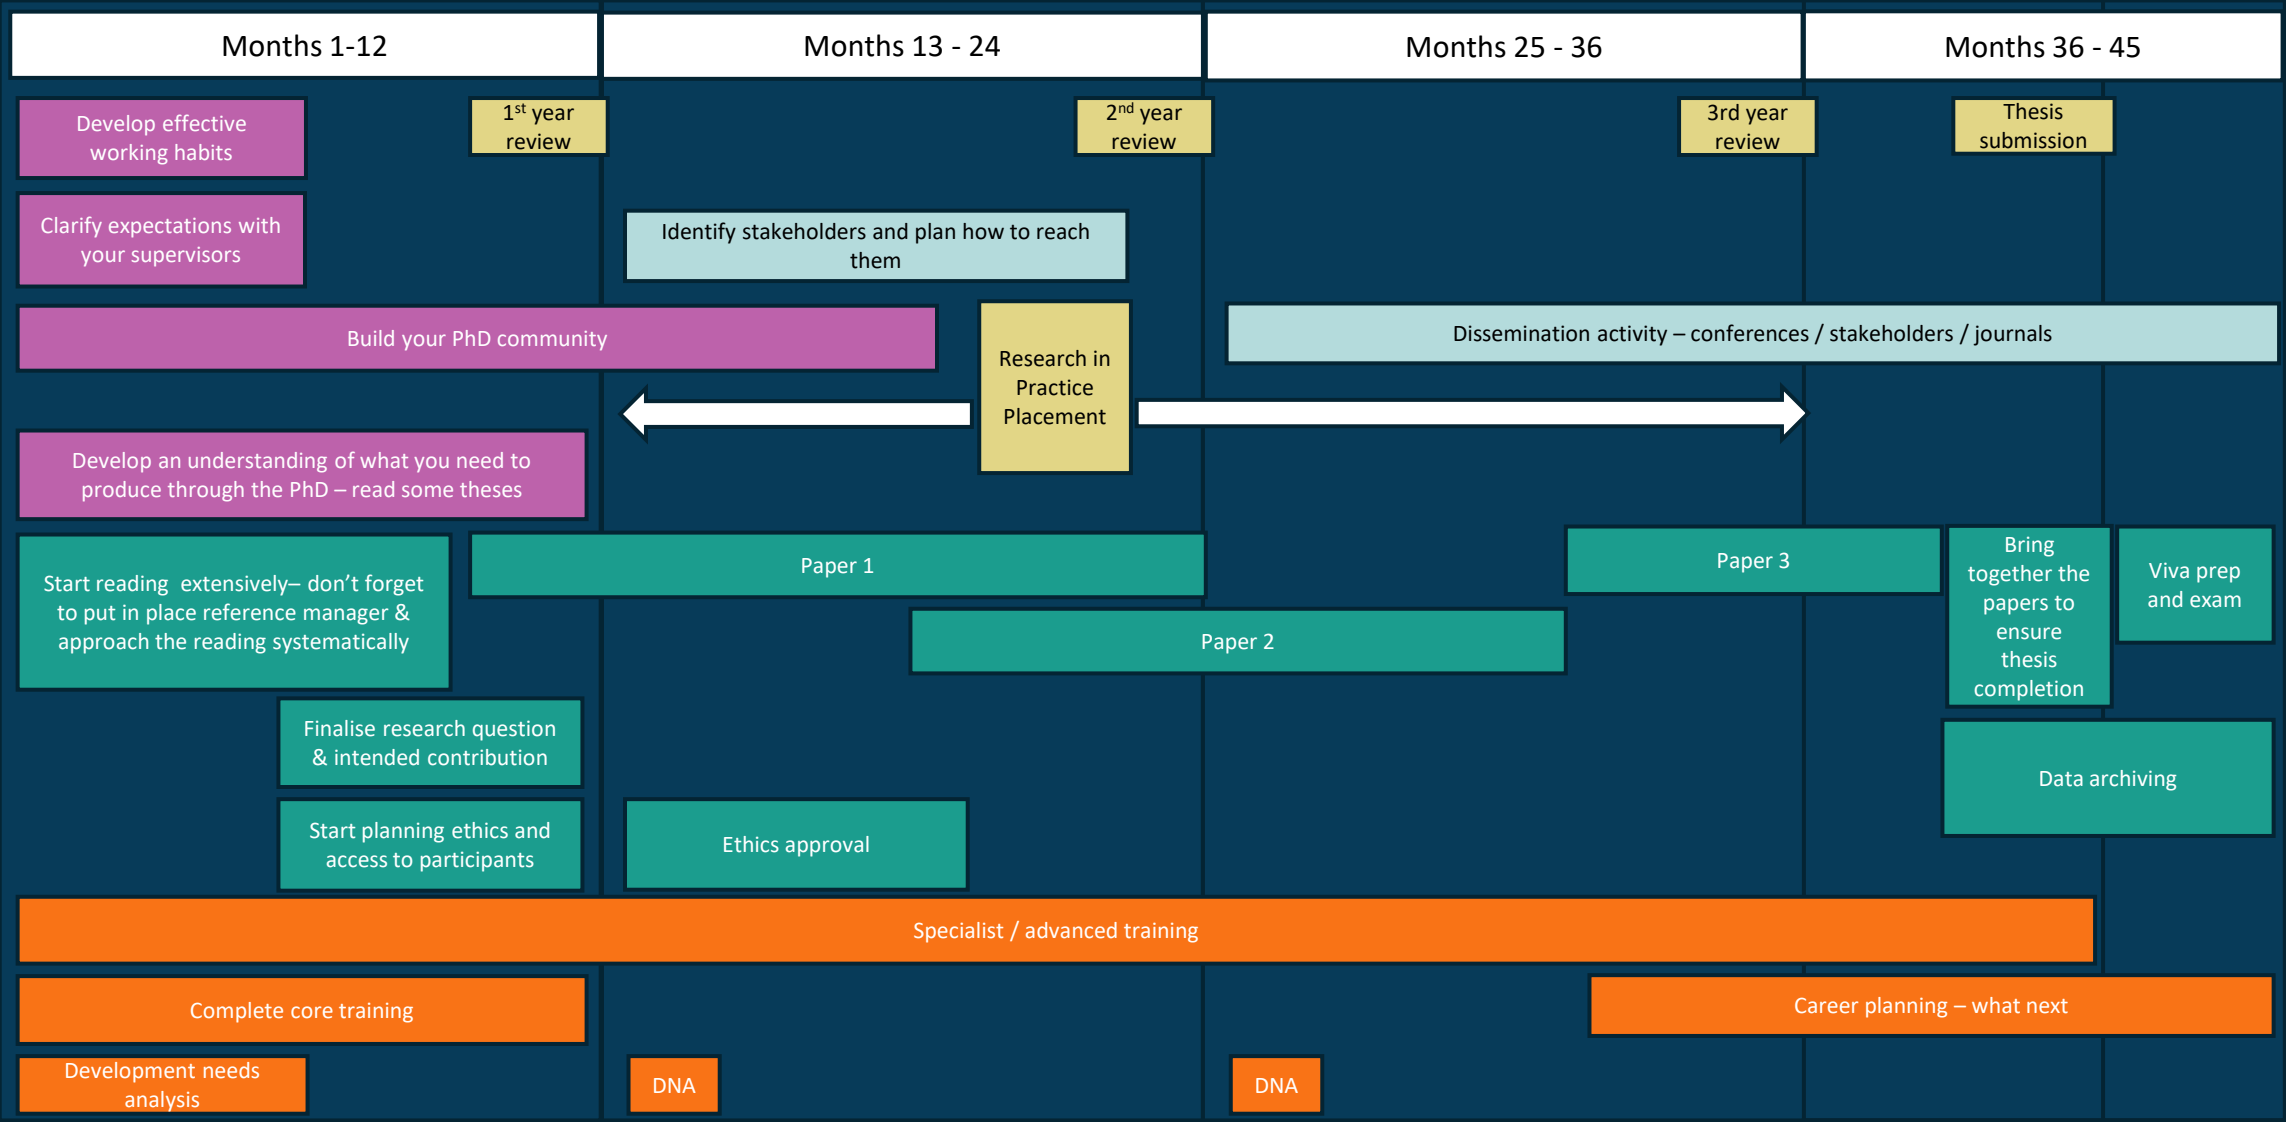 Months 1-12
Months 13 - 24
Months 25 - 36
Months 36 - 45
Develop effective
working habits
1st year
review
2nd year
review
3rd year
review
Thesis
submission
Clarify expectations with
your supervisors
Identify stakeholders and plan how to reach
them
Build your PhD community
Research in
Practice
Placement
Dissemination activity – conferences / stakeholders / journals
Develop an understanding of what you need to
produce through the PhD – read some theses
Start reading  extensively– don’t forget
to put in place reference manager &
approach the reading systematically
Paper 1
Paper 2
Paper 3
Bring
together the
papers to
ensure
thesis
completion
Viva prep
and exam
Finalise research question
& intended contribution
Data archiving
Start planning ethics and
access to participants
Ethics approval
Specialist / advanced training
Complete core training
Career planning – what next
Development needs
analysis
DNA
DNA